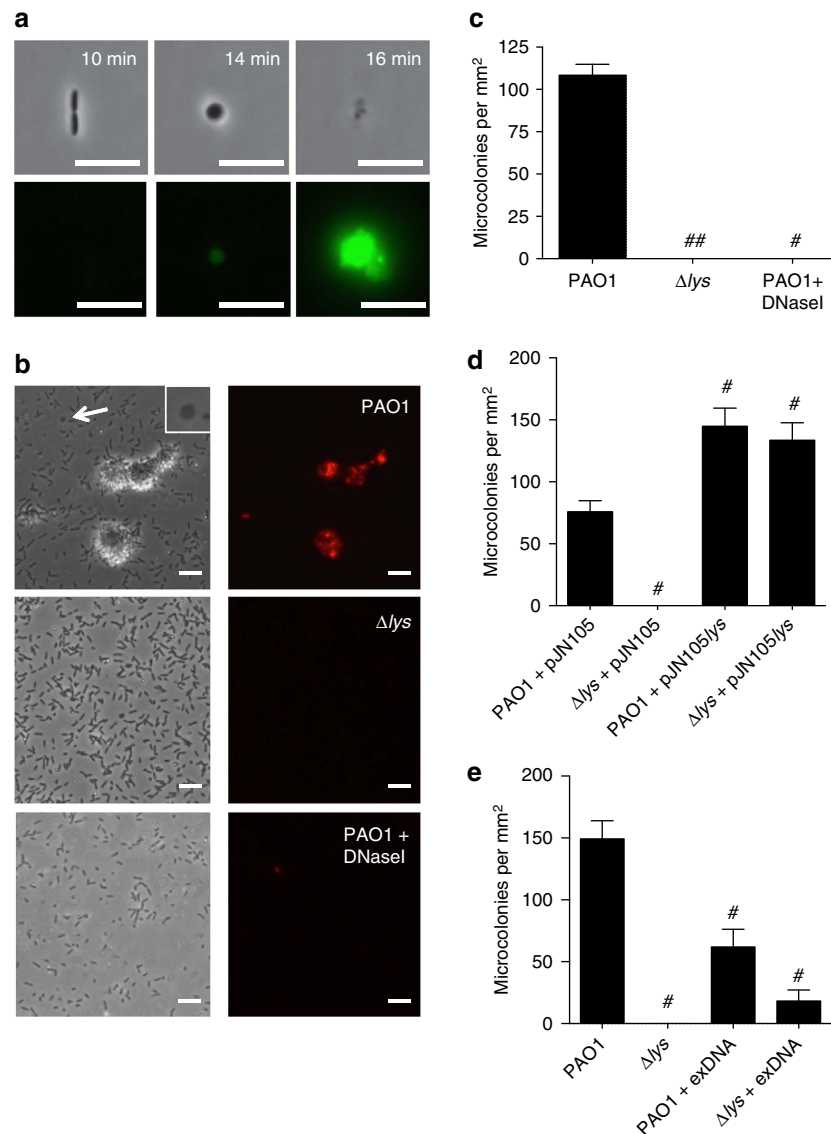 a
10 min
14 min
16 min
b
PAO1
Δlys
PAO1 +
DNaseI
c
Microcolonies per mm²
125
100
75
50
25
0
##
#
PAO1
Δlys
PAO1+
DNaseI
d
Microcolonies per mm²
200
150
100
50
0
#
#
#
PAO1 + pJN105
Δlys + pJN105
PAO1 + pJN105lys
Δlys + pJN105lys
e
Microcolonies per mm²
200
150
100
50
0
#
#
#
PAO1
Δlys
PAO1 + exDNA
Δlys + exDNA